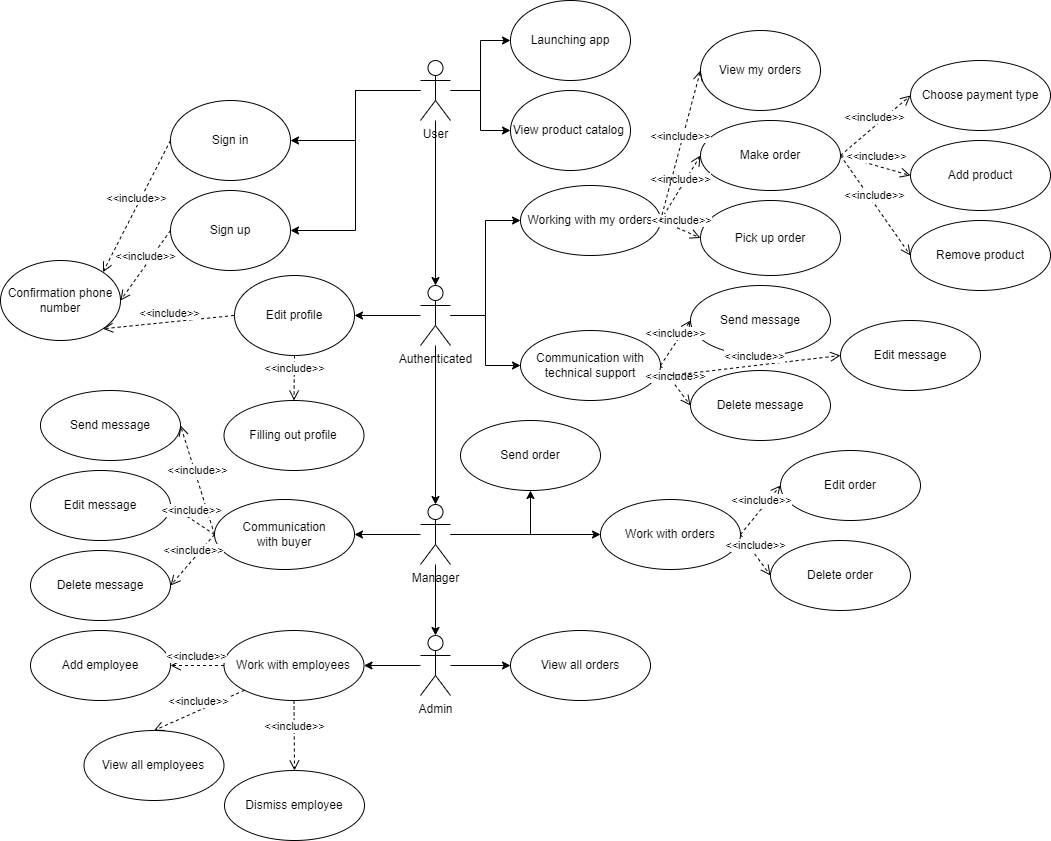 Launching app
View my orders
Choose payment type
<<include>>
User
View product catalog
<<include>>
Sign in
Make order
<<include>>
Add product
<<include>>
<<include>>
<<include>>
Sign up
Working with my orders
<<include>>
Pick up order
Remove product
<<include>>
Confirmation phone
number
<<include>>
Edit profile
Authenticated
Send message
<<include>>
Communication with
technical support
<<include>>
Edit message
<<include>>
<<include>>
Delete message
Filling out profile
Send message
Send order
<<include>>
Edit message
<<include>>
Communication
with buyer
<<include>>
Delete message
Manager
Work with orders
<<include>>
Edit order
<<include>>
Delete order
Add employee
<<include>>
Work with employees
View all orders
<<include>>
Admin
<<include>>
View all employees
Dismiss employee